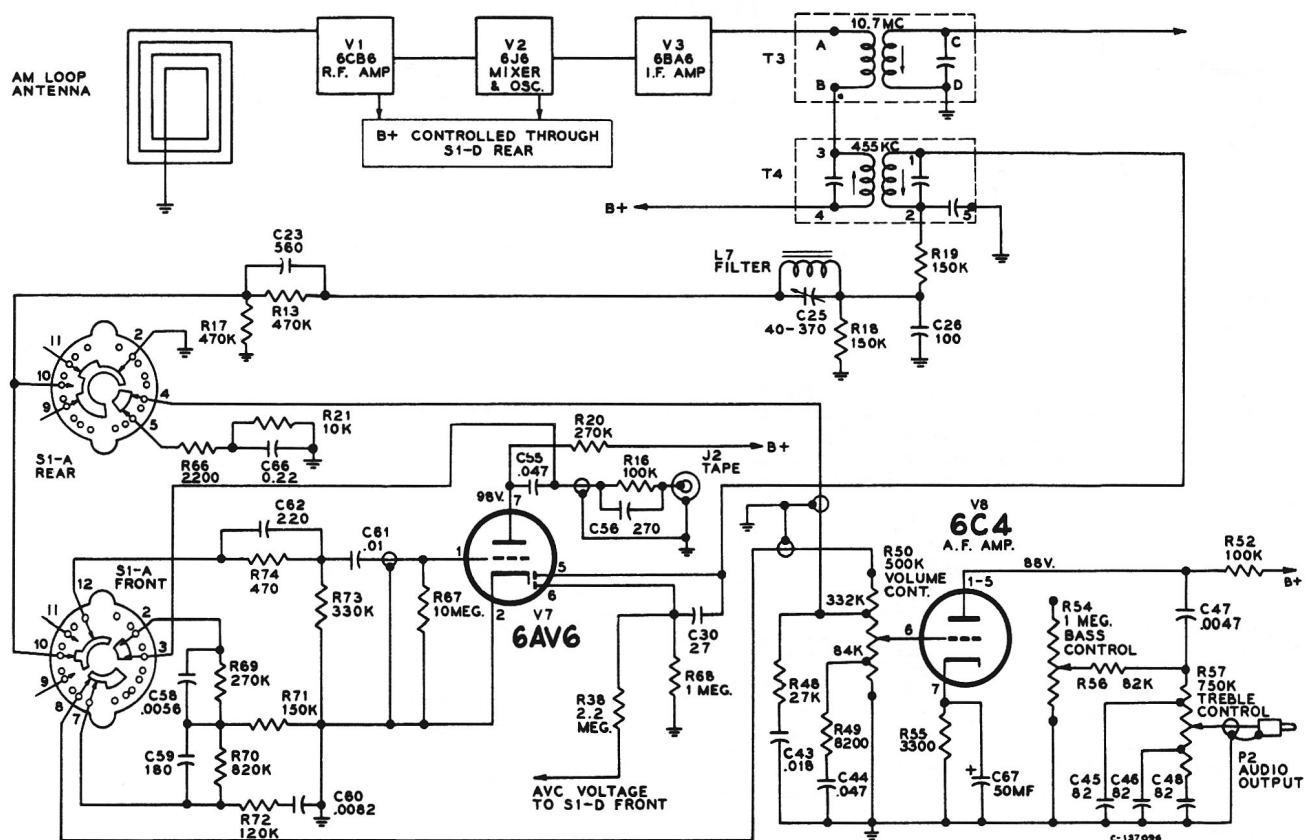 AM LOOP
ANTENNA
V1
6CB6
R.F. AMP
V2
6J6
MIXER
& OSC.
V3
6BA6
I.F. AMP
B+ CONTROLLED THROUGH
S1-D REAR
T3
10.7MC
A
B
C
D
T4
455KC
3
4
1
2
5
B+
R19
150K
C26
100
L7
FILTER
C25
40-370
R18
150K
C23
560
R13
470K
R17
470K
11
10
9
2
4
5
S1-A
REAR
R21
10K
R66
2200
C66
0.22
R20
270K
B+
C55
.047
R16
100K
J2
TAPE
C56
270
98V.
7
C62
220
R74
470
C61
.01
1
5
6
2
V7
6AV6
R73
330K
R67
10MEG.
C30
27
R68
1 MEG.
R38
2.2
MEG.
AVC VOLTAGE
TO S1-D FRONT
S1-A
FRONT
12
11
10
9
8
7
2
3
C58
.0056
R69
270K
R71
150K
C59
180
R70
820K
R72
120K
C60
.0082
R50
500K
VOLUME
CONT.
332K
84K
R48
27K
C43
.018
R49
8200
C44
.047
V8
6C4
A.F. AMP.
88V.
1-5
6
7
R55
3300
+
C67
50MF
R52
100K
B+
C47
.0047
R54
1 MEG.
BASS
CONTROL
R56 82K
R57
750K
TREBLE
CONTROL
C45
82
C46
82
C48
82
P2
AUDIO
OUTPUT
C-137096